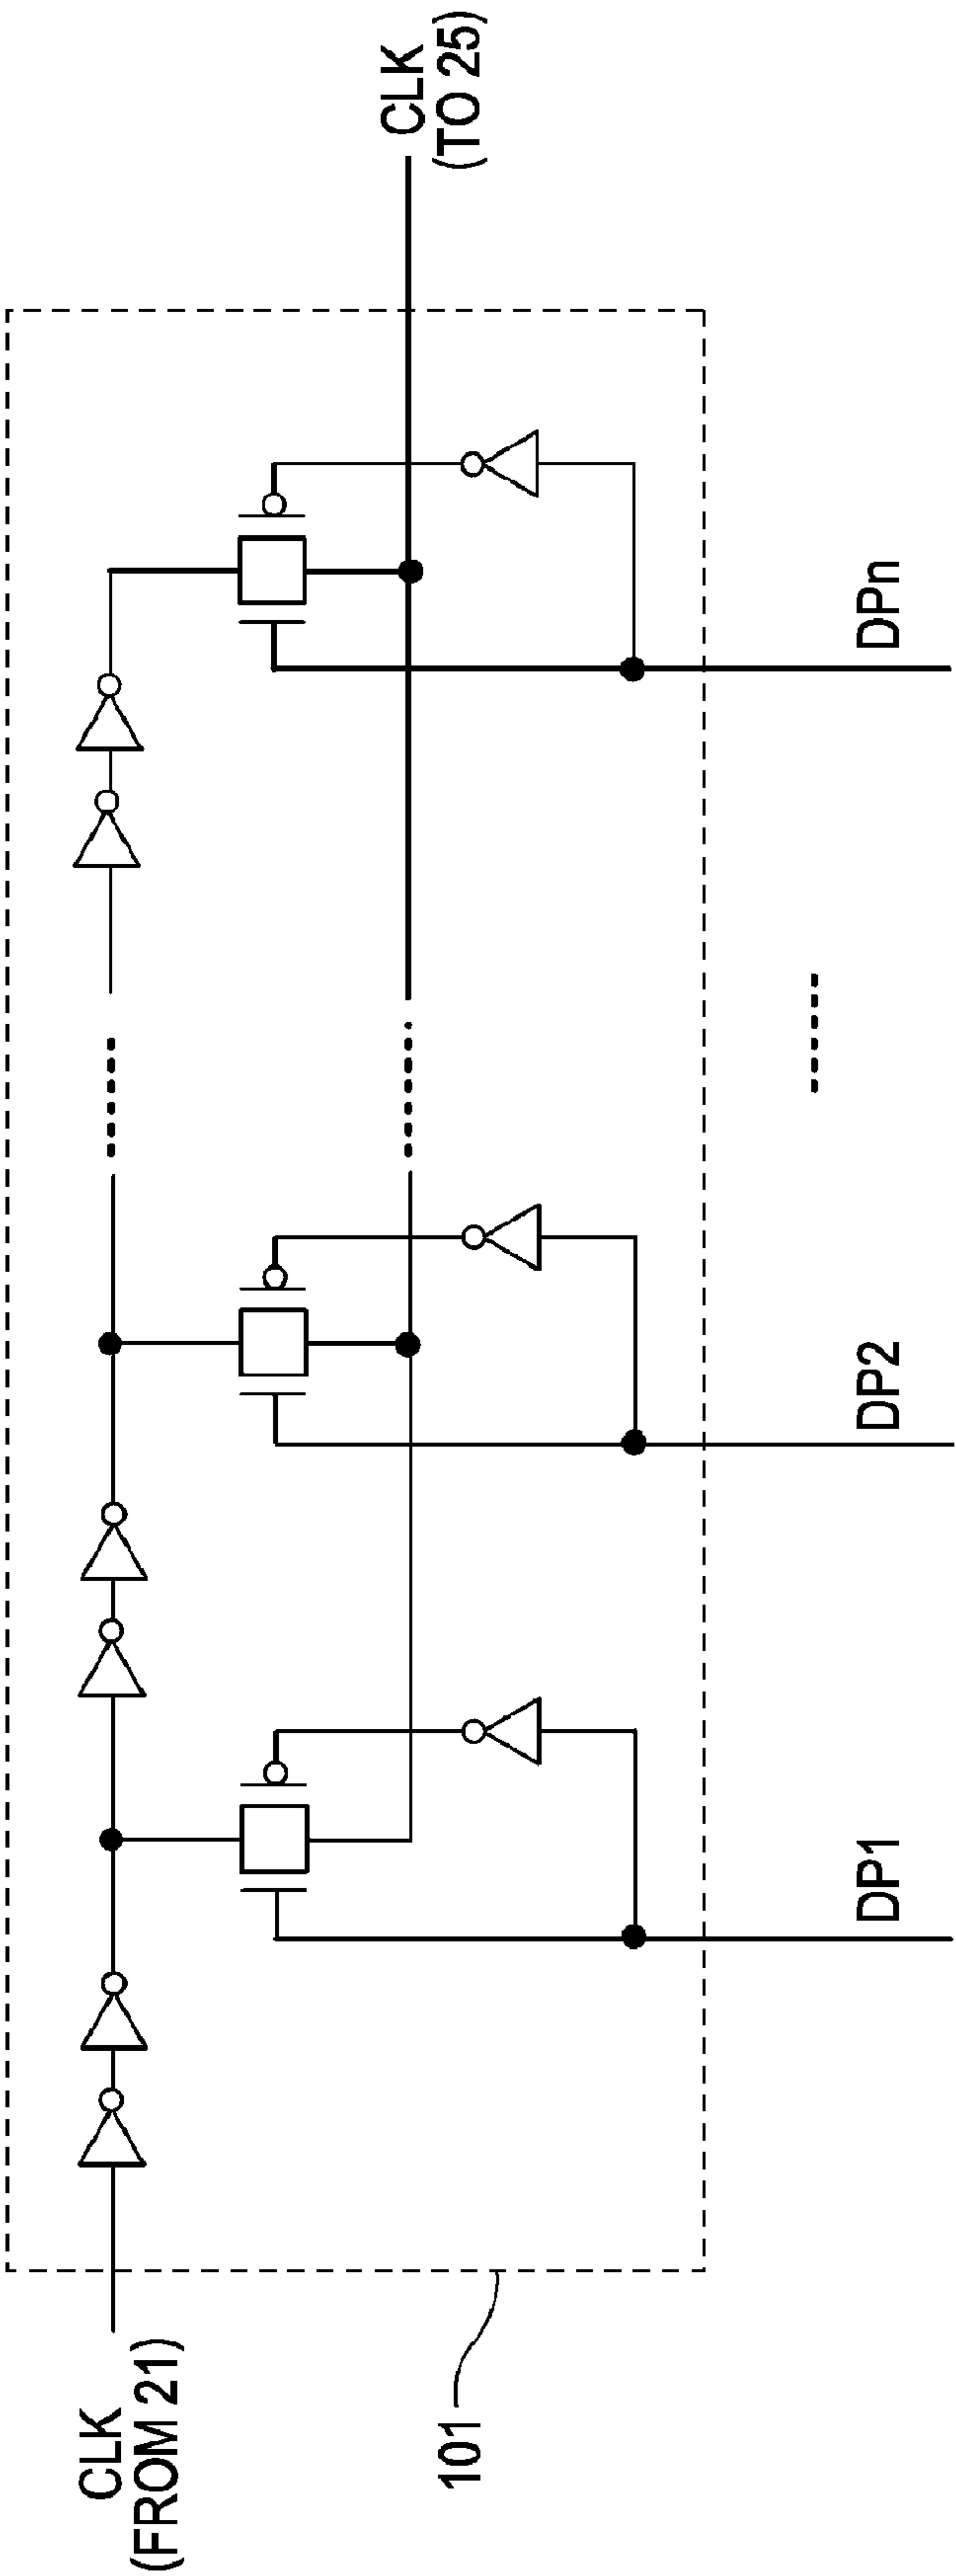 CLK
(FROM 21)
101
CLK
(TO 25)
DP1
DP2
DPn